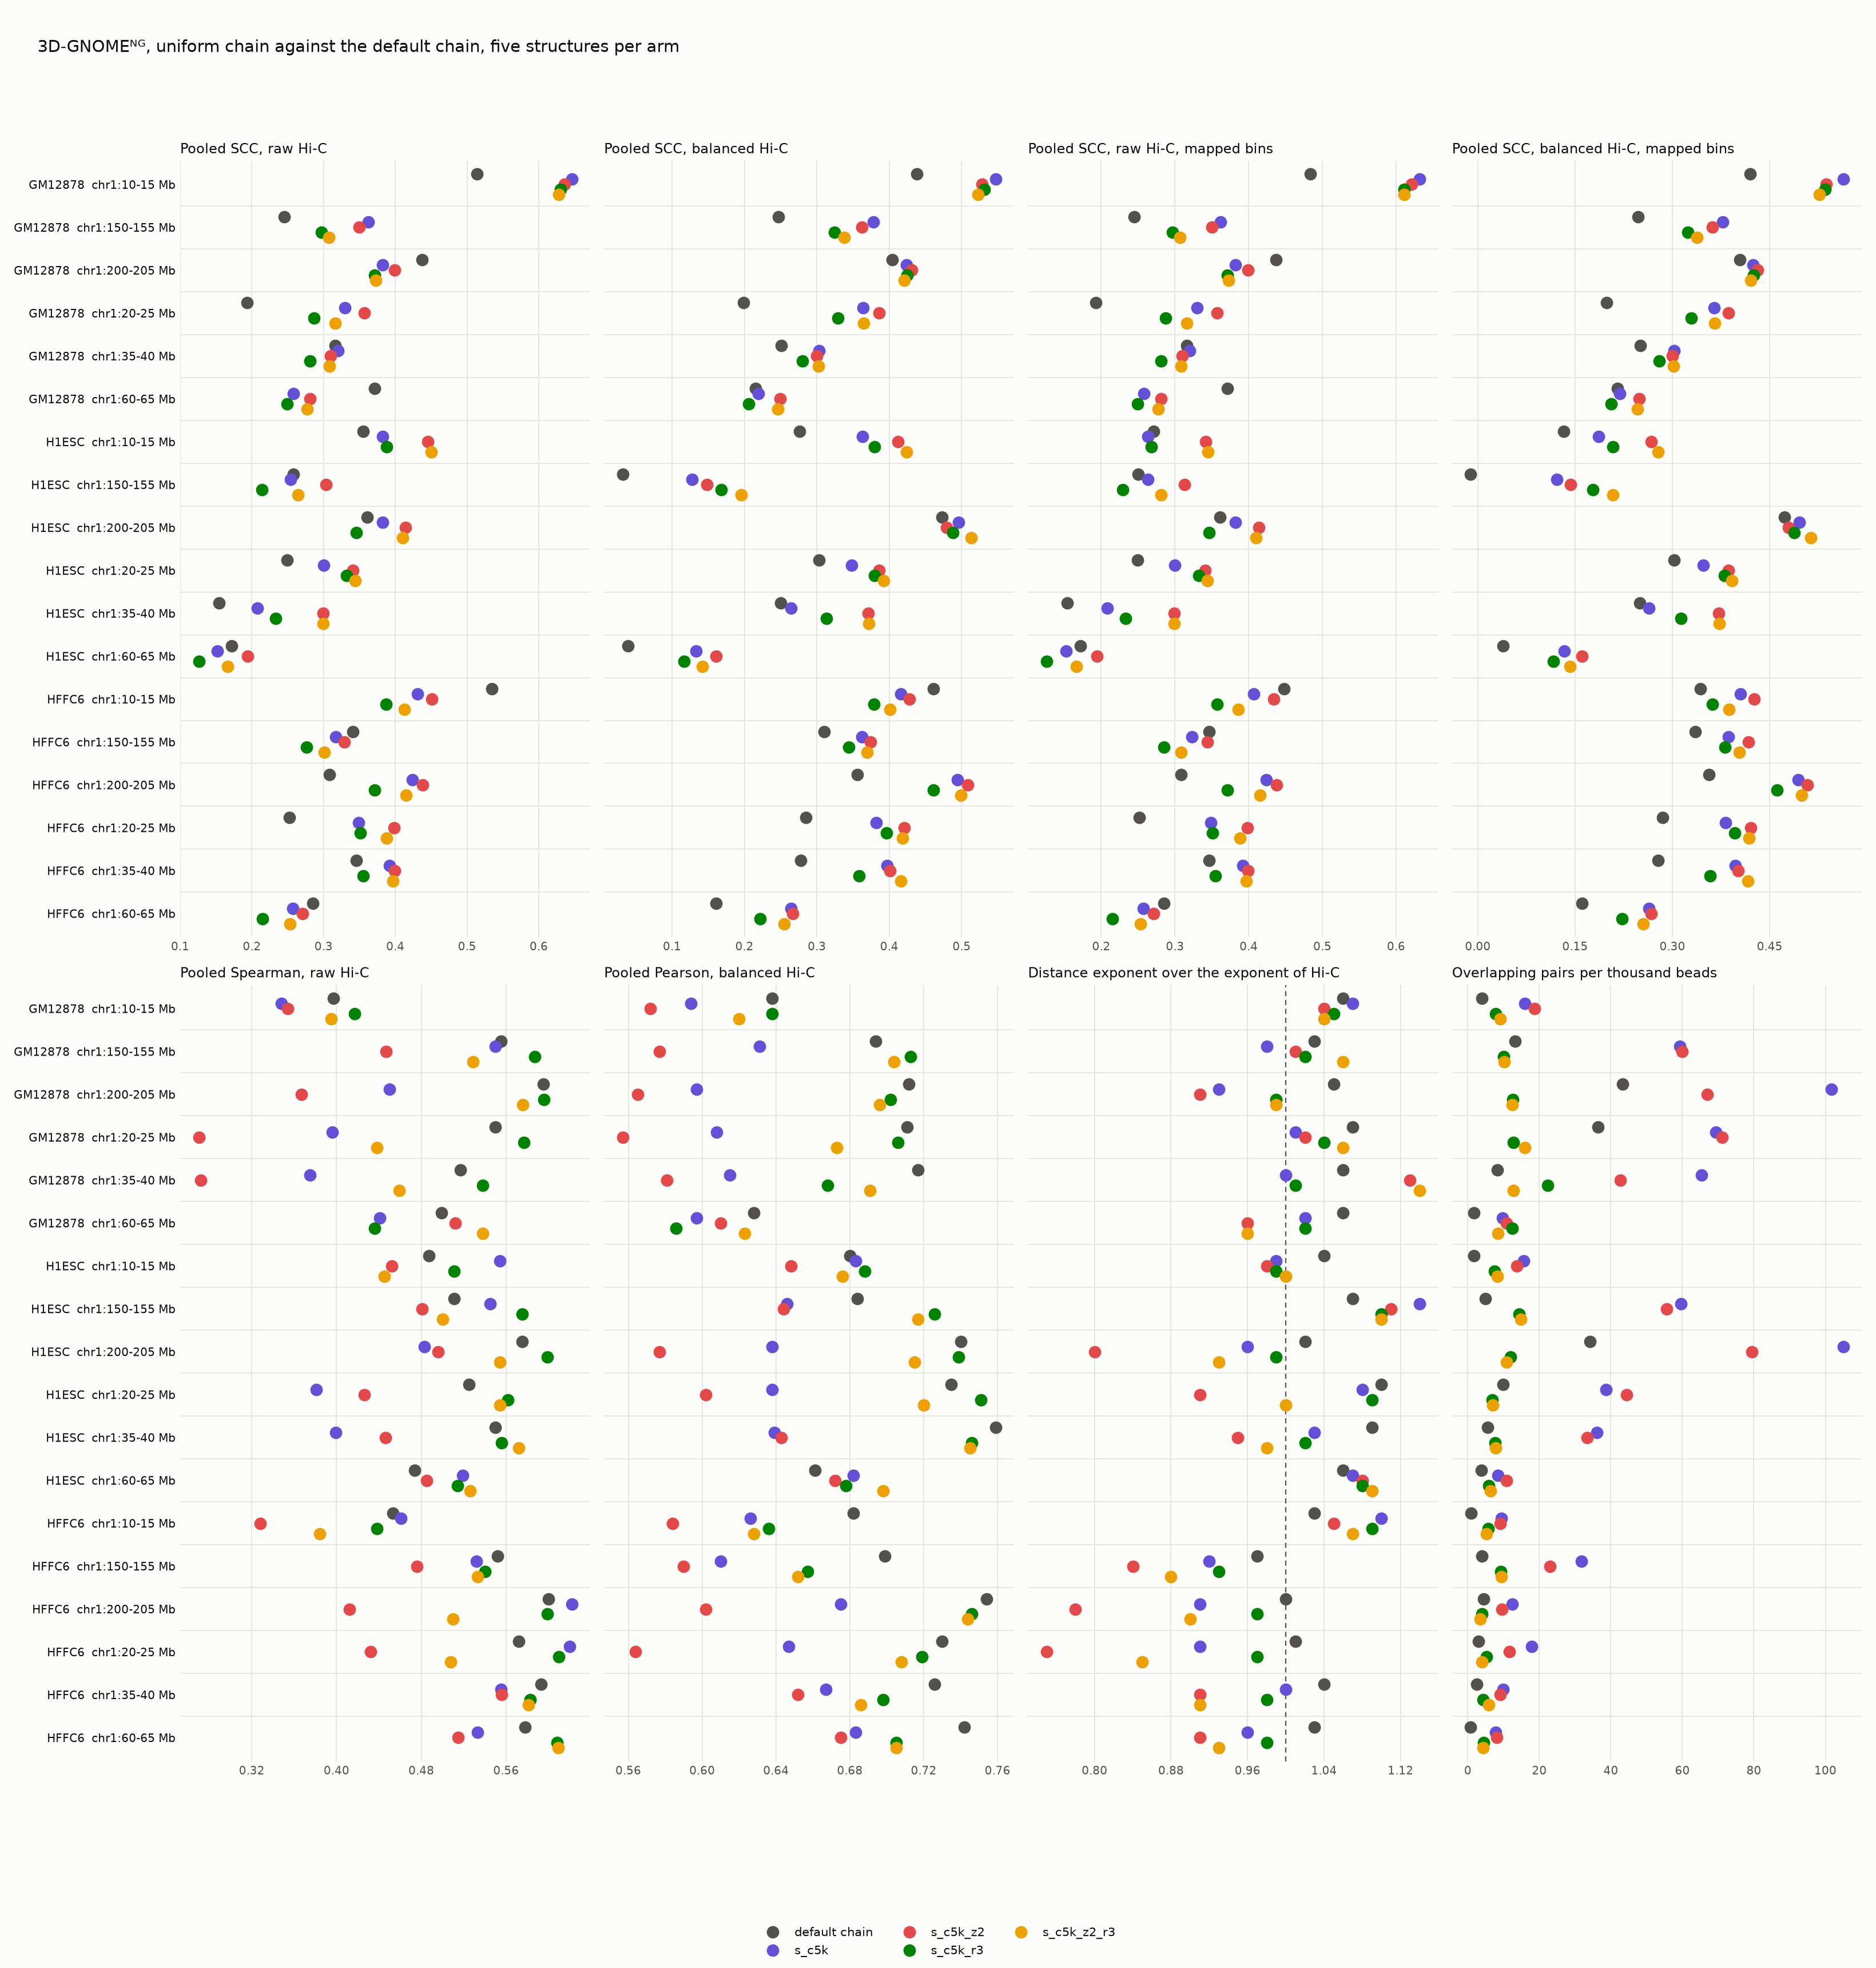 3D-GNOMEᴺᴳ, uniform chain against the default chain, five structures per arm
Pooled SCC, raw Hi-C
Pooled SCC, balanced Hi-C
Pooled SCC, raw Hi-C, mapped bins
Pooled SCC, balanced Hi-C, mapped bins
GM12878 chr1:10-15 Mb
GM12878 chr1:150-155 Mb
GM12878 chr1:200-205 Mb
GM12878 chr1:20-25 Mb
GM12878 chr1:35-40 Mb
GM12878 chr1:60-65 Mb
H1ESC chr1:10-15 Mb
H1ESC chr1:150-155 Mb
H1ESC chr1:200-205 Mb
H1ESC chr1:20-25 Mb
H1ESC chr1:35-40 Mb
H1ESC chr1:60-65 Mb
HFFC6 chr1:10-15 Mb
HFFC6 chr1:150-155 Mb
HFFC6 chr1:200-205 Mb
HFFC6 chr1:20-25 Mb
HFFC6 chr1:35-40 Mb
HFFC6 chr1:60-65 Mb
0.1 0.2 0.3 0.4 0.5 0.6
0.1 0.2 0.3 0.4 0.5
0.2 0.3 0.4 0.5 0.6
0.00 0.15 0.30 0.45
Pooled Spearman, raw Hi-C
Pooled Pearson, balanced Hi-C
Distance exponent over the exponent of Hi-C
Overlapping pairs per thousand beads
GM12878 chr1:10-15 Mb
GM12878 chr1:150-155 Mb
GM12878 chr1:200-205 Mb
GM12878 chr1:20-25 Mb
GM12878 chr1:35-40 Mb
GM12878 chr1:60-65 Mb
H1ESC chr1:10-15 Mb
H1ESC chr1:150-155 Mb
H1ESC chr1:200-205 Mb
H1ESC chr1:20-25 Mb
H1ESC chr1:35-40 Mb
H1ESC chr1:60-65 Mb
HFFC6 chr1:10-15 Mb
HFFC6 chr1:150-155 Mb
HFFC6 chr1:200-205 Mb
HFFC6 chr1:20-25 Mb
HFFC6 chr1:35-40 Mb
HFFC6 chr1:60-65 Mb
0.32 0.40 0.48 0.56
0.56 0.60 0.64 0.68 0.72 0.76
0.80 0.88 0.96 1.04 1.12
0 20 40 60 80 100
default chain
s_c5k
s_c5k_z2
s_c5k_r3
s_c5k_z2_r3